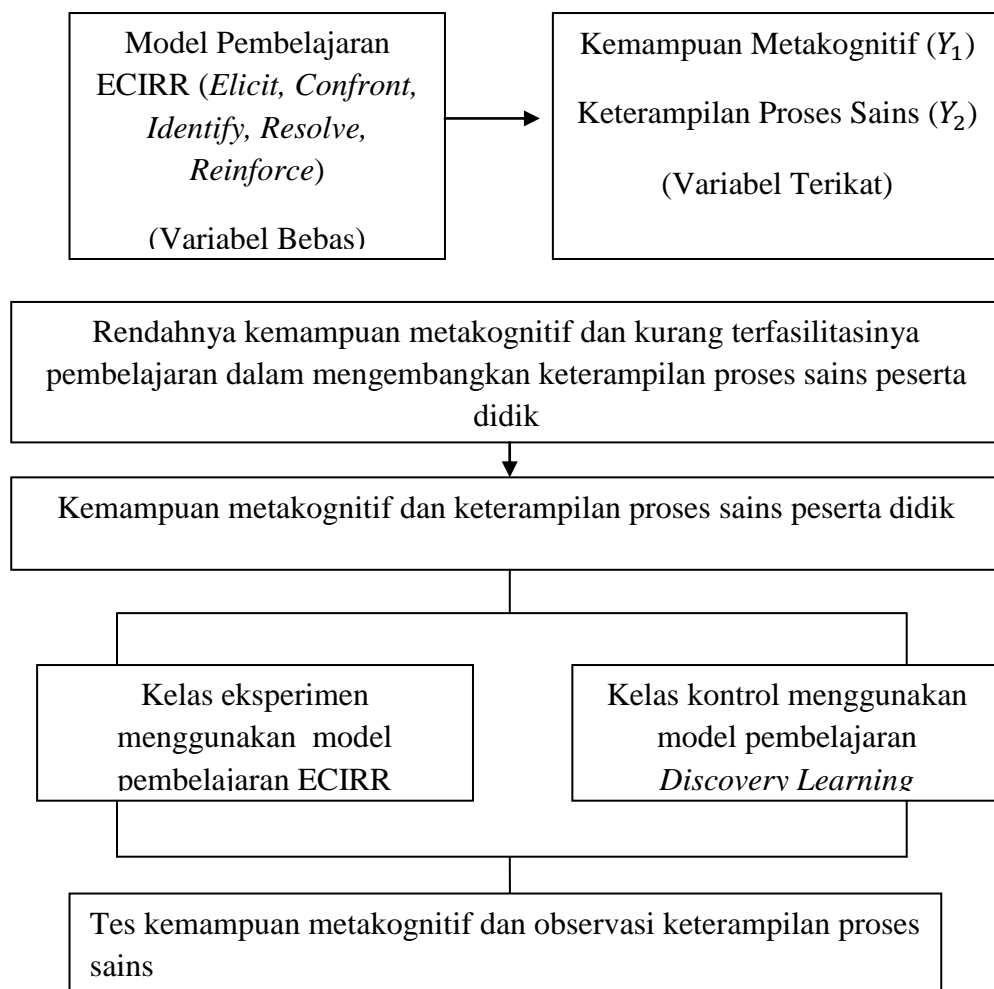 Model Pembelajaran
ECIRR (Elicit, Confront,
Identify, Resolve,
Reinforce)
(Variabel Bebas)
Kemampuan Metakognitif (𝑌1)
Keterampilan Proses Sains (𝑌2)
(Variabel Terikat)
Rendahnya kemampuan metakognitif dan kurang terfasilitasinya
pembelajaran dalam mengembangkan keterampilan proses sains peserta
didik
Kemampuan metakognitif dan keterampilan proses sains peserta didik
Kelas eksperimen
menggunakan model
pembelajaran ECIRR
Kelas kontrol menggunakan
model pembelajaran
Discovery Learning
Tes kemampuan metakognitif dan observasi keterampilan proses
sains